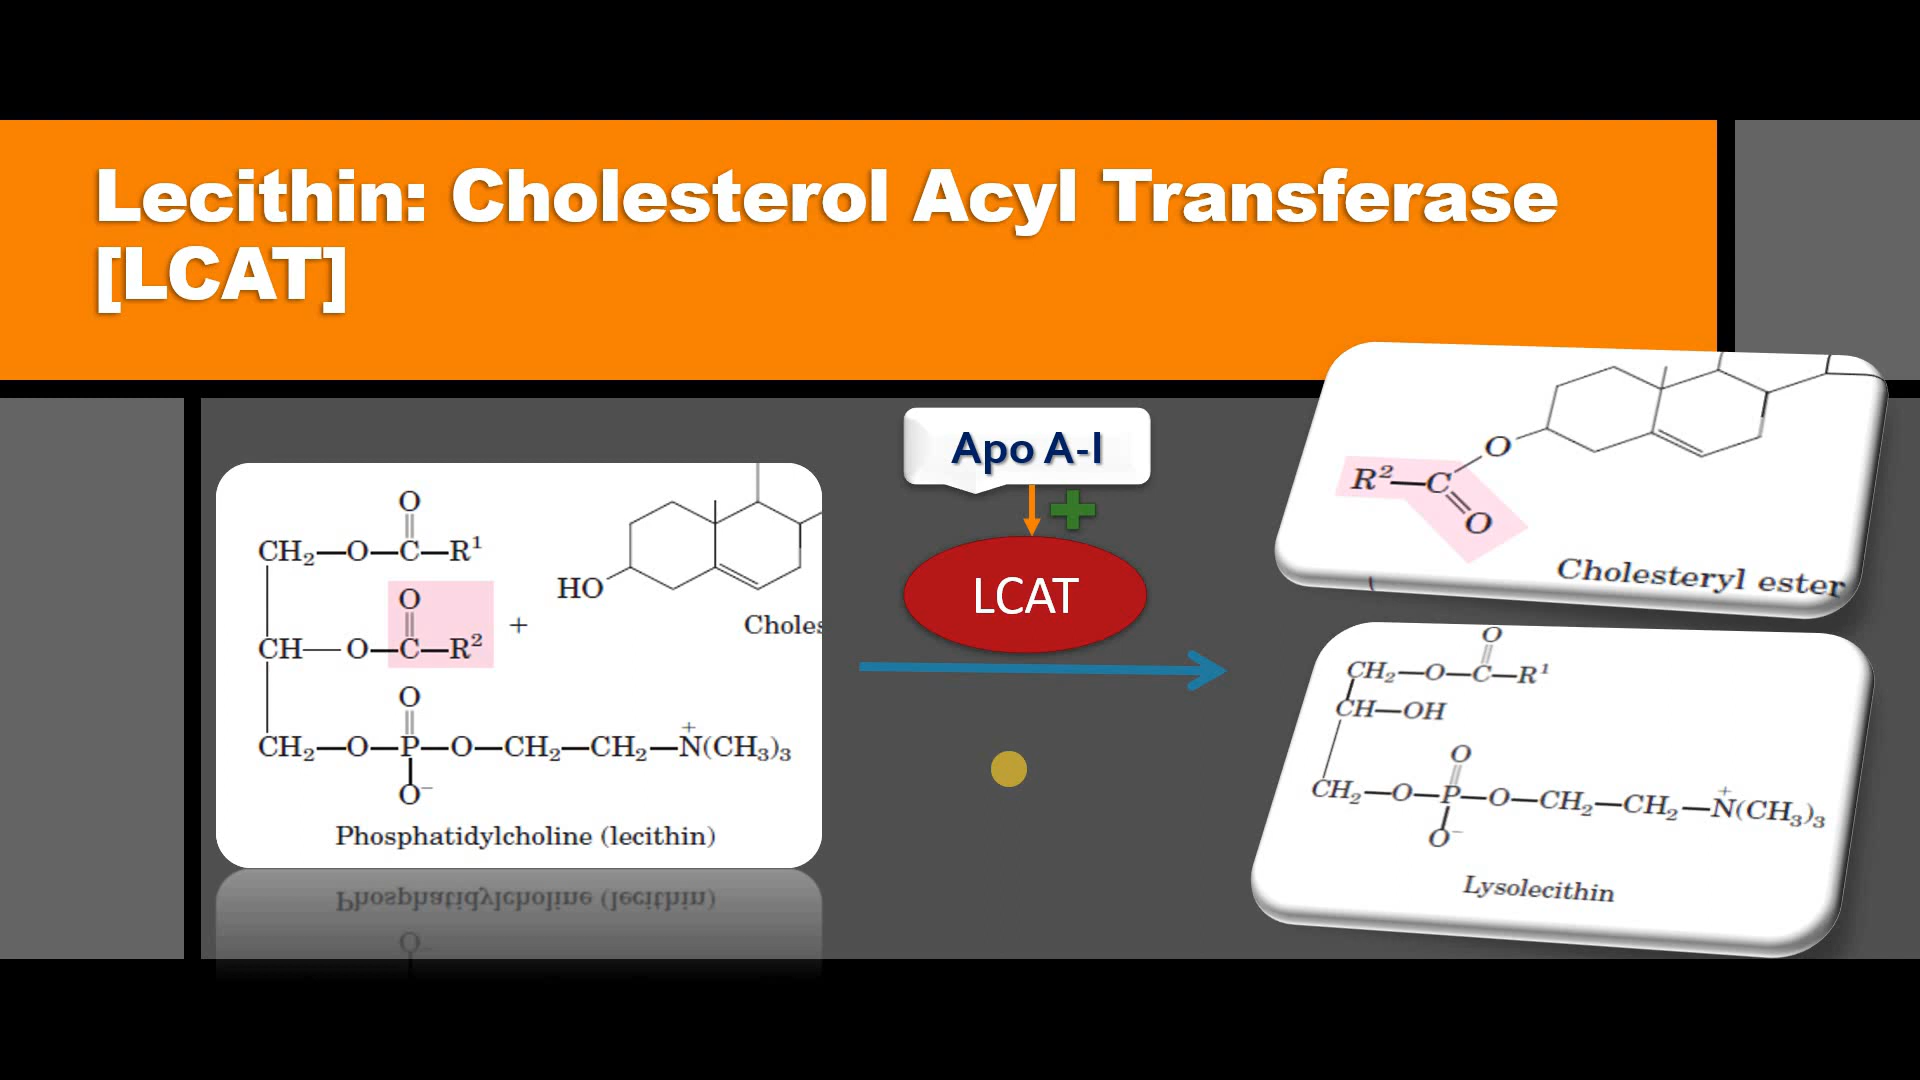 Lecithin: Cholesterol Acyl Transferase
[LCAT]
Apo A-I
LCAT
O
CH₂—O—C—R¹
O
CH—O—C—R²
+
HO
O
CH₂—O—P—O—CH₂—CH₂—N⁺(CH₃)₃
O⁻
Phosphatidylcholine (lecithin)
O
R²—C
O
Cholesteryl ester
O
CH₂—O—C—R¹
CH—OH
O
CH₂—O—P—O—CH₂—CH₂—N⁺(CH₃)₃
O⁻
Lysolecithin